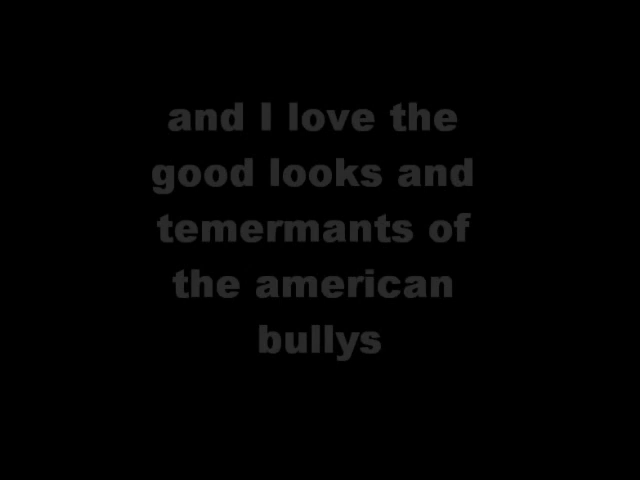 and I love the
good looks and
temermants of
the american
bullys